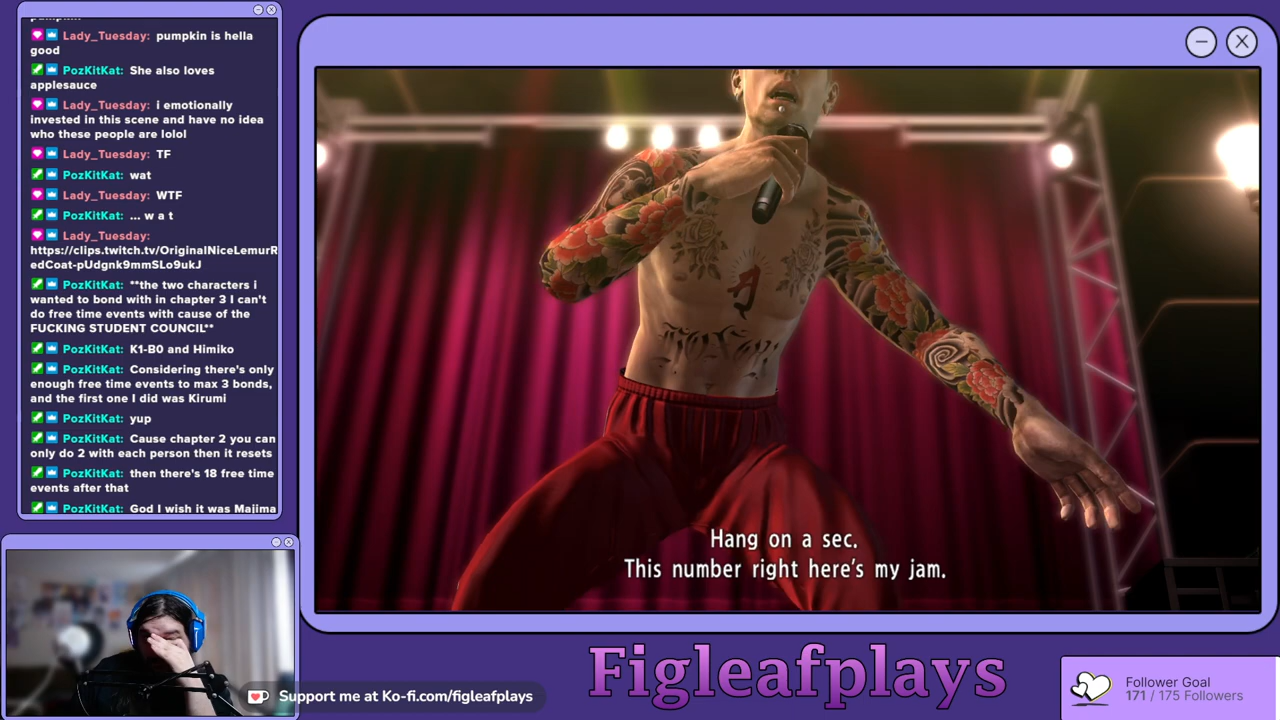 Lady_Tuesday: pumpkin is hella
good
PozKitKat: She also loves
applesauce
Lady_Tuesday: i emotionally
invested in this scene and have no idea
who these people are lolol
Lady_Tuesday: TF
PozKitKat: wat
Lady_Tuesday: WTF
PozKitKat: ... w a t
Lady_Tuesday:
https://clips.twitch.tv/OriginalNiceLemurR
edCoat-pUdgnk9mmSLo9ukJ
PozKitKat: **the two characters i
wanted to bond with in chapter 3 I can't
do free time events with cause of the
FUCKING STUDENT COUNCIL**
PozKitKat: K1-B0 and Himiko
PozKitKat: Considering there's only
enough free time events to max 3 bonds,
and the first one I did was Kirumi
PozKitKat: yup
PozKitKat: Cause chapter 2 you can
only do 2 with each person then it resets
PozKitKat: then there's 18 free time
events after that
PozKitKat: God I wish it was Majima
Hang on a sec.
This number right here's my jam.
Support me at Ko-fi.com/figleafplays
Figleafplays
Follower Goal
171 / 175 Followers